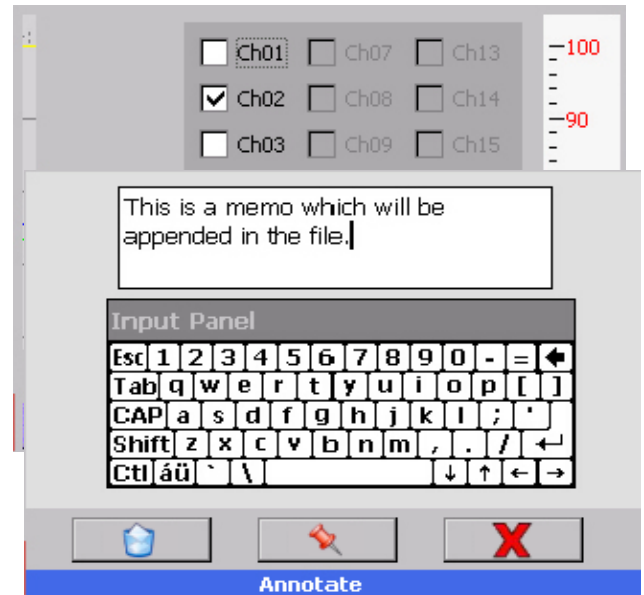 Ch01 Ch07 Ch13 100
Ch02 Ch08 Ch14
90
Ch03 Ch09 Ch15
This is a memo which will be
appended in the file.
Input Panel
Esc 1 2 3 4 5 6 7 8 9 0 - =
Tab q w e r t y u i o p [ ]
CAP a s d f g h j k l ; '
Shift z x c v b n m , . /
Ctl áü ` \ ↓ ↑ ← →
Annotate